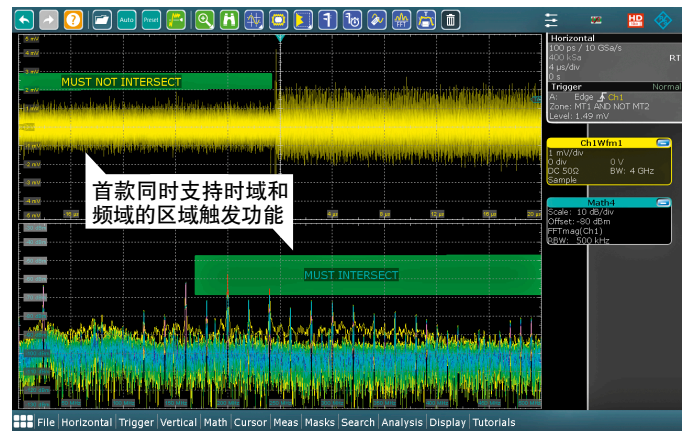 Auto
Preset
FFT
HD
Horizontal
100 ps / 10 GSa/s
400 kSa
RT
4 µs/div
0 s
Trigger
Normal
A: Edge Ch1
Zone: MT1 AND NOT MT2
Level: 1.49 mV
Ch1Wfm1
1 mV/div
0 div
0 V
DC 50Ω
BW: 4 GHz
Sample
Math4
Scale: 10 dB/div
Offset: -80 dBm
FFTmag(Ch1)
RBW: 500 kHz
MUST NOT INTERSECT
首款同时支持时域和
频域的区域触发功能
MUST INTERSECT
File Horizontal Trigger Vertical Math Cursor Meas Masks Search Analysis Display Tutorials